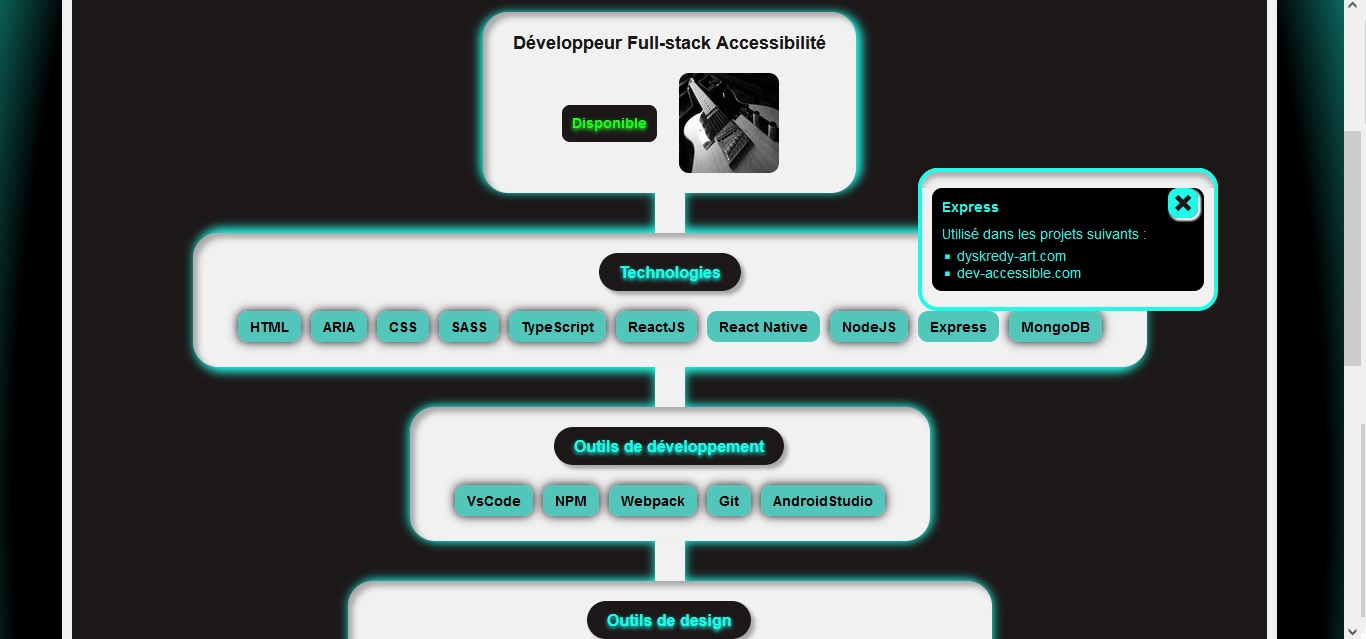 Développeur Full-stack Accessibilité
Disponible
Express
Utilisé dans les projets suivants :
dyskredy-art.com
dev-accessible.com
Technologies
HTML ARIA CSS SASS TypeScript ReactJS React Native NodeJS Express MongoDB
Outils de développement
VsCode NPM Webpack Git AndroidStudio
Outils de design